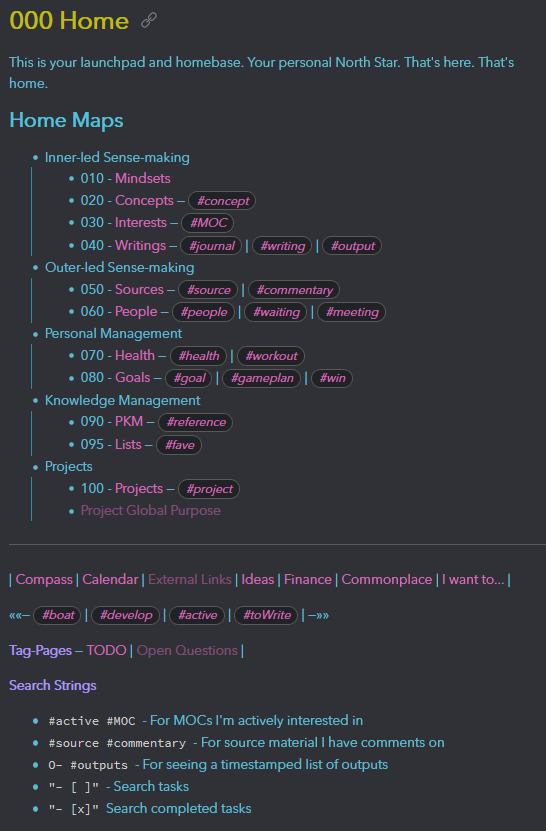 000 Home
This is your launchpad and homebase. Your personal North Star. That's here. That's
home.
Home Maps
• Inner-led Sense-making
• 010 - Mindsets
• 020 - Concepts – #concept
• 030 - Interests – #MOC
• 040 - Writings – #journal | #writing | #output
• Outer-led Sense-making
• 050 - Sources – #source | #commentary
• 060 - People – #people | #waiting | #meeting
• Personal Management
• 070 - Health – #health | #workout
• 080 - Goals – #goal | #gameplan | #win
• Knowledge Management
• 090 - PKM – #reference
• 095 - Lists – #fave
• Projects
• 100 - Projects – #project
• Project Global Purpose
| Compass | Calendar | External Links | Ideas | Finance | Commonplace | I want to... |
««– #boat | #develop | #active | #toWrite | –»»
Tag-Pages – TODO | Open Questions |
Search Strings
• #active #MOC - For MOCs I'm actively interested in
• #source #commentary - For source material I have comments on
• O- #outputs - For seeing a timestamped list of outputs
• "- [ ]" - Search tasks
• "- [x]" Search completed tasks